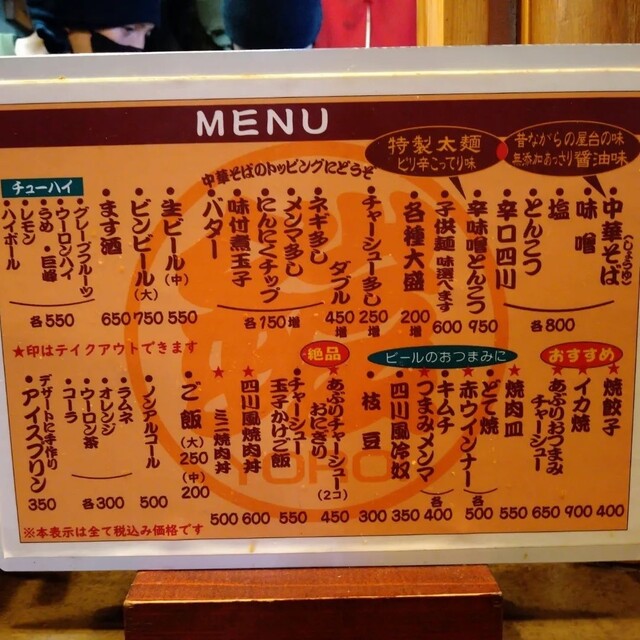 MENU
昔ながらの屋台の味
無添加あっさり醤油味
特製太麺
ピリ辛こってり味
・中華そば(しょうゆ)
・味噌
・塩
・とんこつ
・辛口四川
各800
・辛味噌とんこつ 950
・子供麺 味選べます 600
・各種大盛 200増
中華そばのトッピングにどうぞ
・チャーシュー多し 250増
ダブル 450増
・ネギ多し
・メンマ多し
・にんにくチップ
・味付煮玉子
・バター
各150増
・生ビール(中) 550
・ビンビール(大) 750
・ます酒 650
チューハイ
・グレープフルーツ
・ウーロンハイ
・うめ ・巨峰
・レモン
・ハイボール
各550
おすすめ
・焼餃子 400
★イカ焼 900
★あぶりおつまみチャーシュー 650
ビールのおつまみに
★焼肉皿 550
・どて焼
・赤ウインナー
各500
・キムチ
★つまみメンマ
各400
・四川風冷奴 350
・枝豆 300
絶品
★あぶりチャーシューおにぎり(2コ) 450
・チャーシュー玉子かけご飯 550
★四川風焼肉丼 600
★ミニ焼肉丼 500
・ご飯
(大)250
(中)200
・ノンアルコール 500
・ラムネ
・オレンジ
・ウーロン茶
・コーラ
各300
デザートに手作り
・アイスプリン 350
★印はテイクアウトできます
※本表示は全て税込み価格です
YOROI